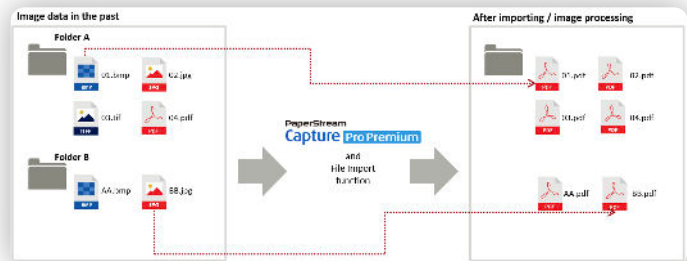 Image data in the past
After importing / image processing
Folder A
01.bmp
02.jpg
BMP
JPG
03.tif
04.pdf
TIFF
PDF
Folder B
AA.bmp
BB.jpg
BMP
JPG
PaperStream
Capture Pro Premium
and
File Import
function
01.pdf
02.pdf
PDF
PDF
03.pdf
04.pdf
PDF
PDF
AA.pdf
BB.pdf
PDF
PDF